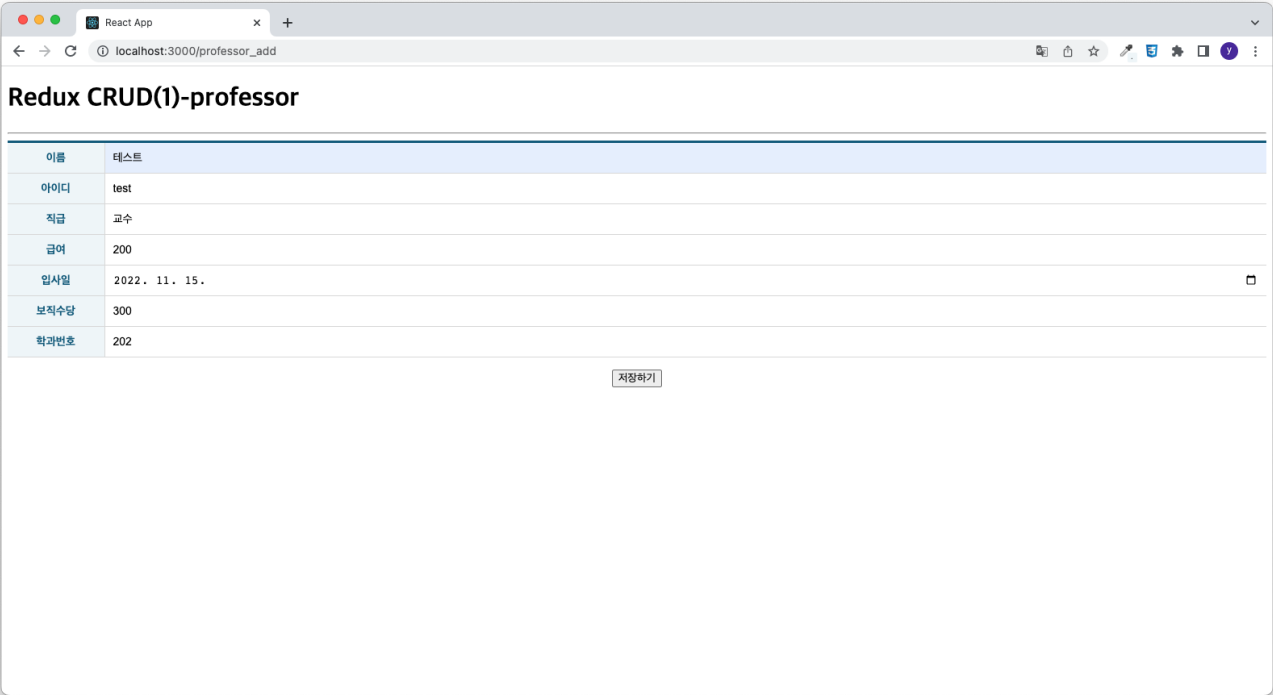 React App
localhost:3000/professor_add
y
Redux CRUD(1)-professor
이름 테스트
아이디 test
직급 교수
급여 200
입사일 2022. 11. 15.
보직수당 300
학과번호 202
저장하기